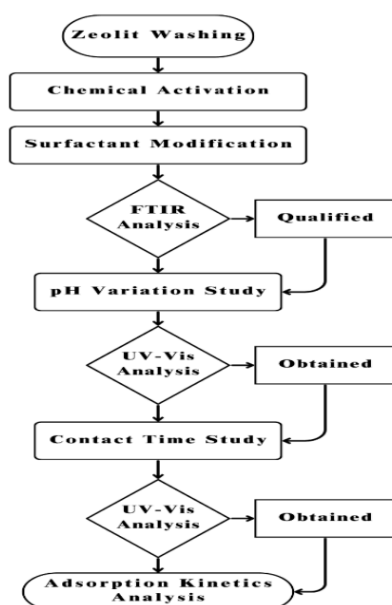 Zeolit Washing
Chemical Activation
Surfactant Modification
FTIR
Analysis
Qualified
pH Variation Study
UV-Vis
Analysis
Obtained
Contact Time Study
UV-Vis
Analysis
Obtained
Adsorption Kinetics
Analysis